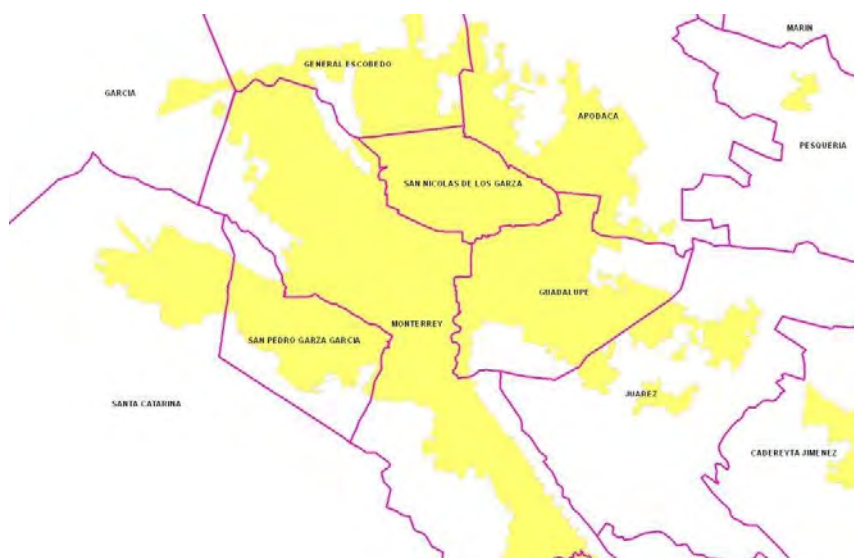 MARIN
GENERAL ESCOBEDO
GARCIA
APODACA
PESQUERIA
SAN NICOLAS DE LOS GARZA
GUADALUPE
MONTERREY
SAN PEDRO GARZA GARCIA
JUAREZ
SANTA CATARINA
CADEREYTA JIMENEZ